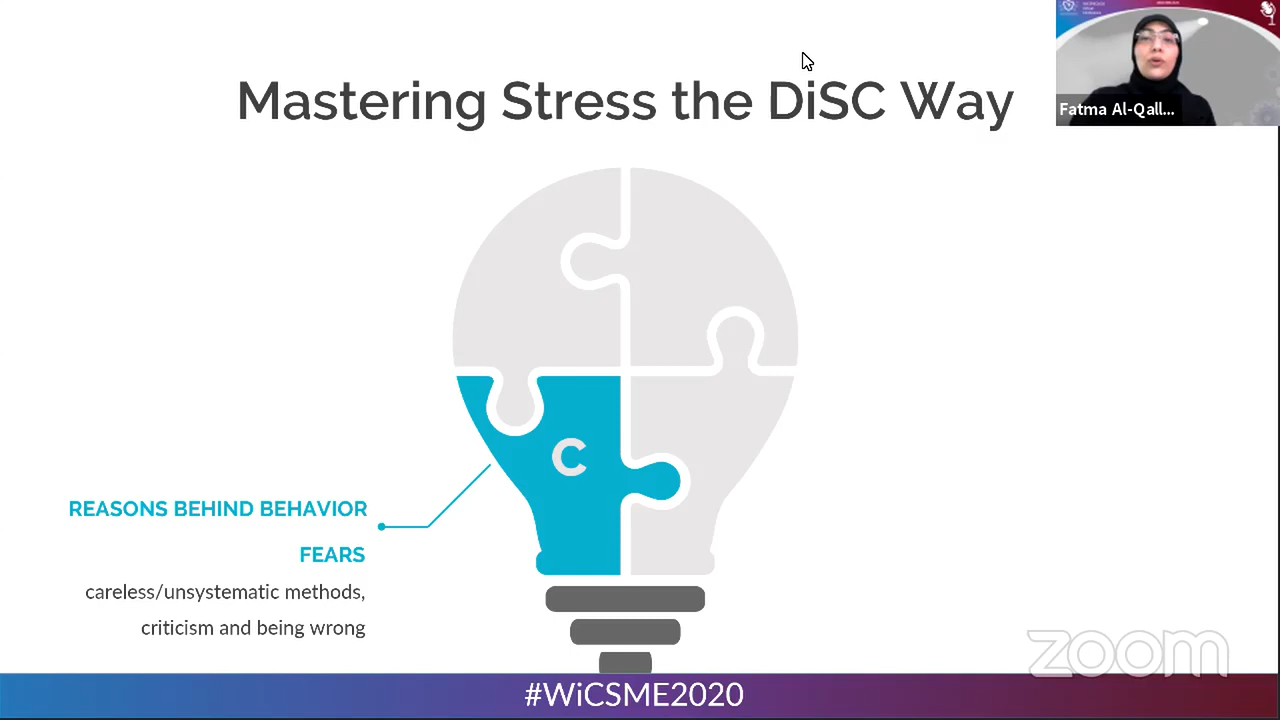 Mastering Stress the DiSC Way
Fatma Al-Qall...
C
REASONS BEHIND BEHAVIOR
FEARS
careless/unsystematic methods,
criticism and being wrong
zoom
#WiCSME2020